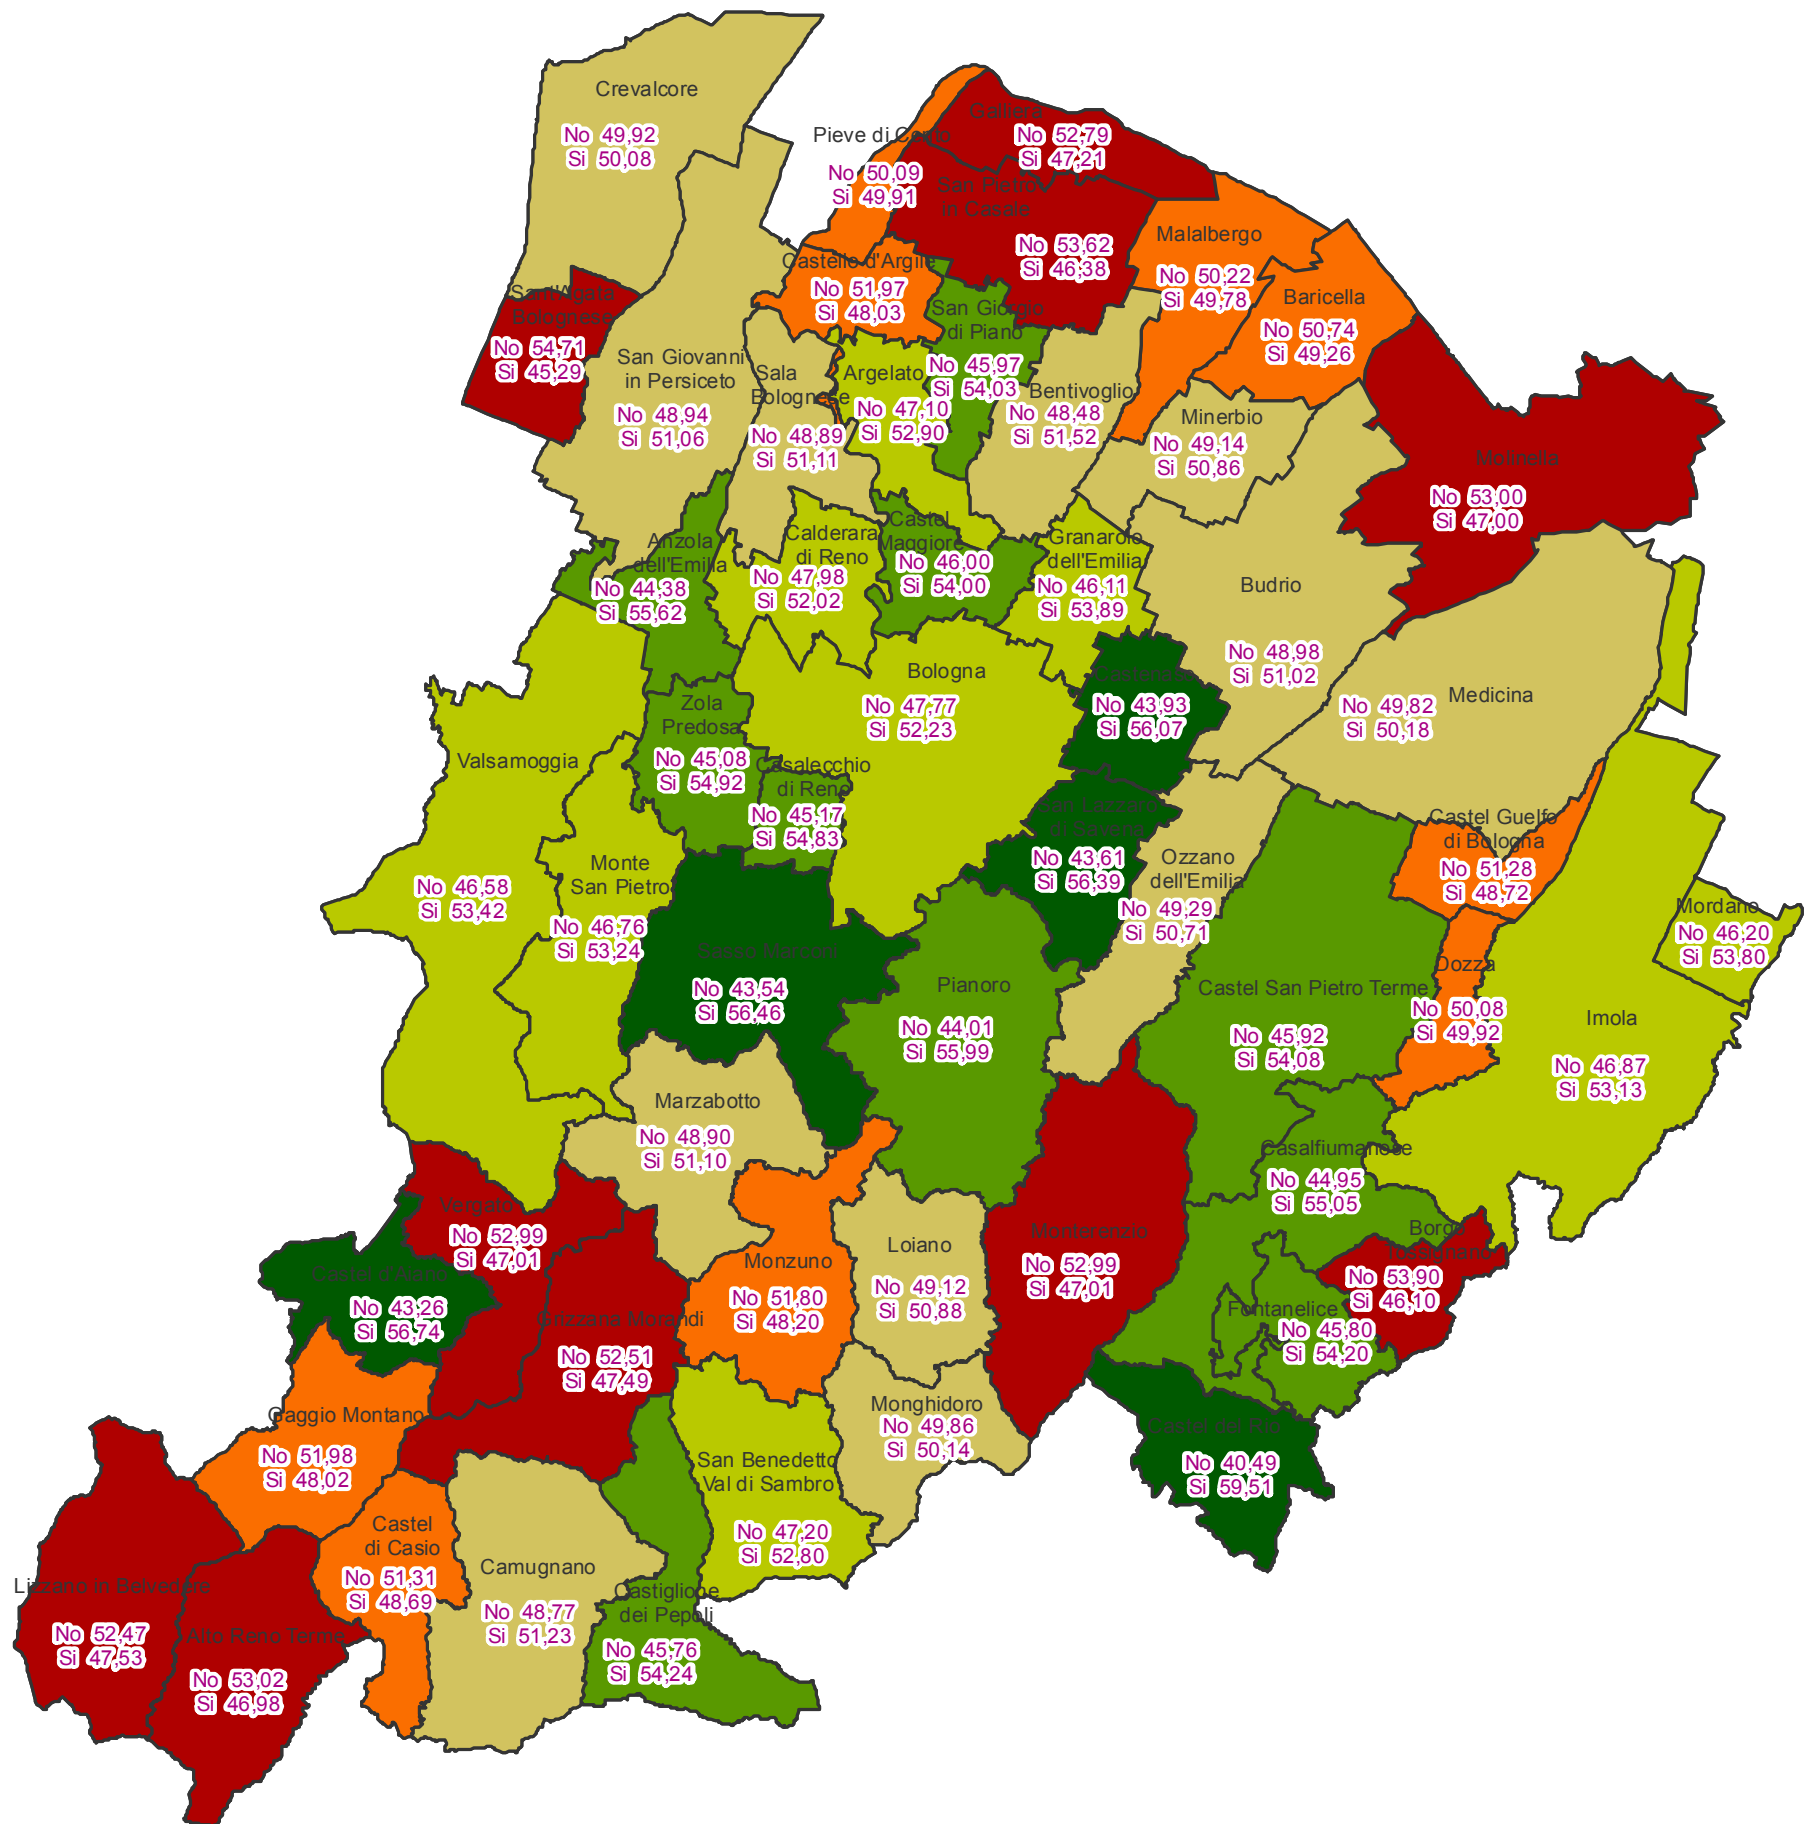 Crevalcore
No 49,92
Si 50,08
Pieve di Cento
No 50,09
Si 49,91
Galliera
No 52,79
Si 47,21
San Pietro
in Casale
No 53,62
Si 46,38
Malalbergo
No 50,22
Si 49,78
Baricella
No 50,74
Si 49,26
Castello d'Argile
No 51,97
Si 48,03
Sant'Agata
Bolognese
No 54,71
Si 45,29
San Giovanni
in Persiceto
No 48,94
Si 51,06
Sala
Bolognese
No 48,89
Si 51,11
Argelato
No 47,10
Si 52,90
San Giorgio
di Piano
No 45,97
Si 54,03
Bentivoglio
No 48,48
Si 51,52
Minerbio
No 49,14
Si 50,86
Molinella
No 53,00
Si 47,00
Anzola
dell'Emilia
No 44,38
Si 55,62
Calderara
di Reno
No 47,98
Si 52,02
Castel
Maggiore
No 46,00
Si 54,00
Granarolo
dell'Emilia
No 46,11
Si 53,89
Budrio
No 48,98
Si 51,02
Bologna
No 47,77
Si 52,23
Castenaso
No 43,93
Si 56,07
Medicina
No 49,82
Si 50,18
Valsamoggia
No 46,58
Si 53,42
Zola
Predosa
No 45,08
Si 54,92
Casalecchio
di Reno
No 45,17
Si 54,83
San Lazzaro
di Savena
No 43,61
Si 56,39
Ozzano
dell'Emilia
No 49,29
Si 50,71
Castel Guelfo
di Bologna
No 51,28
Si 48,72
Monte
San Pietro
No 46,76
Si 53,24
Mordano
No 46,20
Si 53,80
Sasso Marconi
No 43,54
Si 56,46
Pianoro
No 44,01
Si 55,99
Castel San Pietro Terme
No 45,92
Si 54,08
Dozza
No 50,08
Si 49,92
Imola
No 46,87
Si 53,13
Marzabotto
No 48,90
Si 51,10
Casalfiumanese
No 44,95
Si 55,05
Vergato
No 52,99
Si 47,01
Castel d'Aiano
No 43,26
Si 56,74
Monzuno
No 51,80
Si 48,20
Loiano
No 49,12
Si 50,88
Monterenzio
No 52,99
Si 47,01
Borgo
Tossignano
No 53,90
Si 46,10
Fontanelice
No 45,80
Si 54,20
Grizzana Morandi
No 52,51
Si 47,49
Gaggio Montano
No 51,98
Si 48,02
Monghidoro
No 49,86
Si 50,14
Castel del Rio
No 40,49
Si 59,51
San Benedetto
Val di Sambro
No 47,20
Si 52,80
Castel
di Casio
No 51,31
Si 48,69
Camugnano
No 48,77
Si 51,23
Castiglione
dei Pepoli
No 45,76
Si 54,24
Lizzano in Belvedere
No 52,47
Si 47,53
Alto Reno Terme
No 53,02
Si 46,98